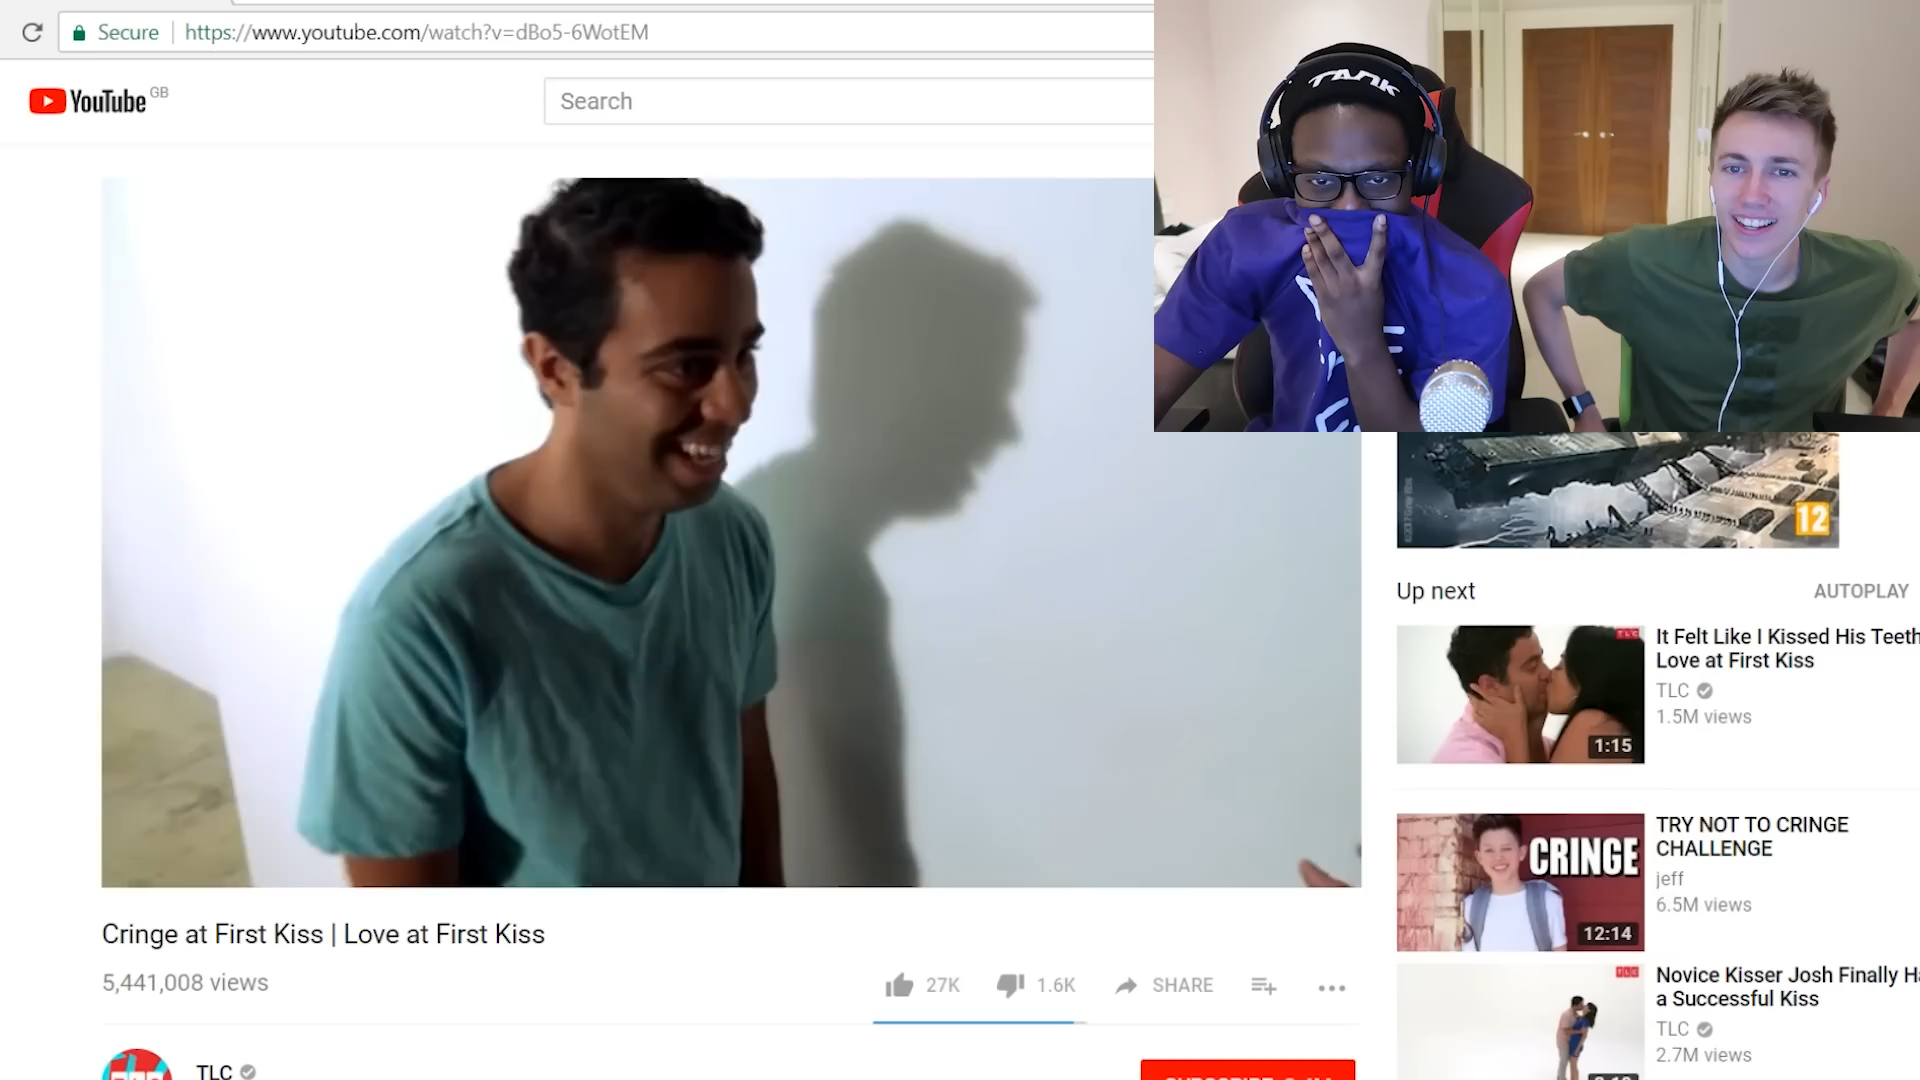 Secure
https://www.youtube.com/watch?v=dBo5-6WotEM
YouTube GB
Search
TANK
12
Up next
AUTOPLAY
It Felt Like I Kissed His Teeth
Love at First Kiss
TLC
1.5M views
1:15
CRINGE
12:14
TRY NOT TO CRINGE
CHALLENGE
jeff
6.5M views
TLC
Novice Kisser Josh Finally
a Successful Kiss
TLC
2.7M views
Cringe at First Kiss | Love at First Kiss
5,441,008 views
27K
1.6K
SHARE
TLC